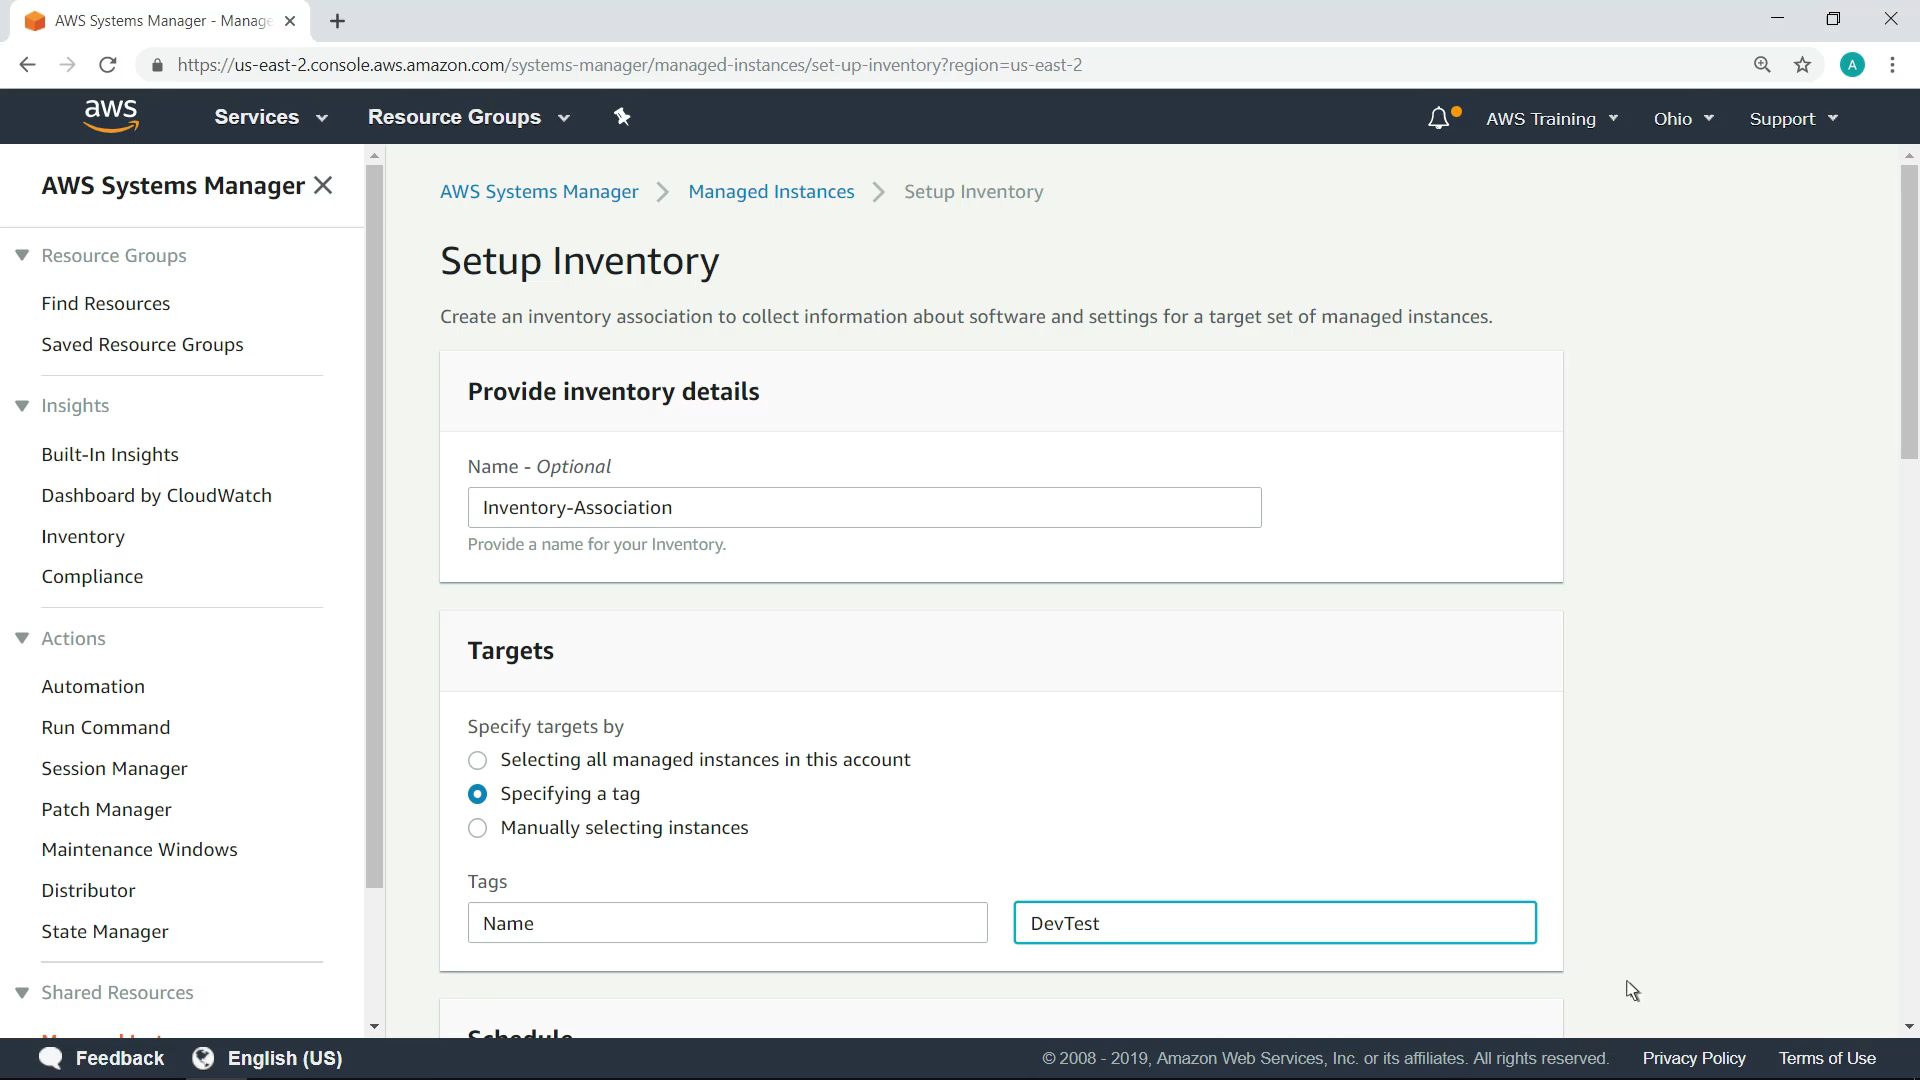 AWS Systems Manager - Manage
https://us-east-2.console.aws.amazon.com/systems-manager/managed-instances/set-up-inventory?region=us-east-2
A
aws
Services
Resource Groups
AWS Training
Ohio
Support
AWS Systems Manager
Resource Groups
Find Resources
Saved Resource Groups
Insights
Built-In Insights
Dashboard by CloudWatch
Inventory
Compliance
Actions
Automation
Run Command
Session Manager
Patch Manager
Maintenance Windows
Distributor
State Manager
Shared Resources
AWS Systems Manager
Managed Instances
Setup Inventory
Setup Inventory
Create an inventory association to collect information about software and settings for a target set of managed instances.
Provide inventory details
Name - Optional
Inventory-Association
Provide a name for your Inventory.
Targets
Specify targets by
Selecting all managed instances in this account
Specifying a tag
Manually selecting instances
Tags
Name
DevTest
Schedule
Feedback
English (US)
© 2008 - 2019, Amazon Web Services, Inc. or its affiliates. All rights reserved.
Privacy Policy
Terms of Use